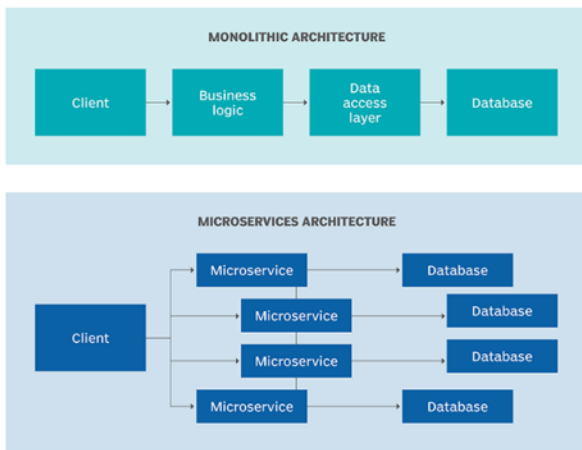 MONOLITHIC ARCHITECTURE
Client
Business
logic
Data
access
layer
Database
MICROSERVICES ARCHITECTURE
Client
Microservice
Database
Microservice
Database
Microservice
Database
Microservice
Database